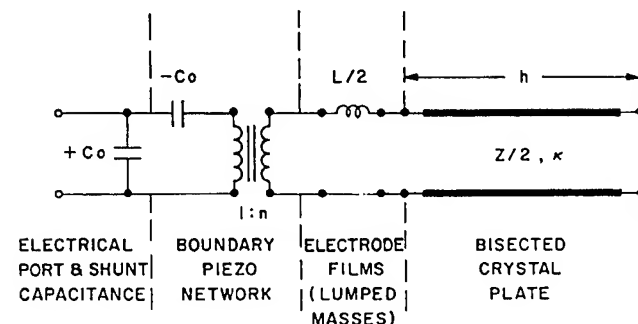 -Co
L/2
h
+Co
Z/2, κ
1:n
ELECTRICAL PORT & SHUNT CAPACITANCE
BOUNDARY PIEZO NETWORK
ELECTRODE FILMS (LUMPED MASSES)
BISECTED CRYSTAL PLATE